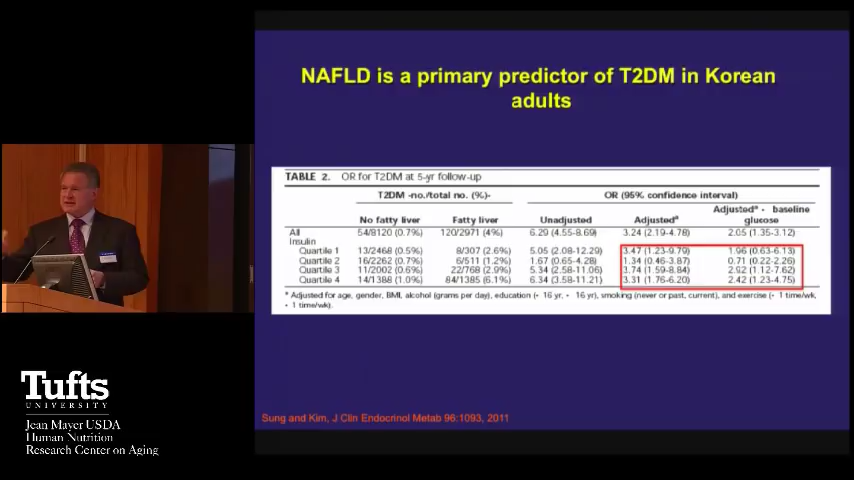 NAFLD is a primary predictor of T2DM in Korean
adults
TABLE 2. OR for T2DM at 5-yr follow-up
T2DM -no./total no. (%)- OR (95% confidence interval)
No fatty liver Fatty liver Unadjusted Adjustedᵃ Adjustedᵃ - baseline
glucose
All 54/8120 (0.7%) 120/2971 (4%) 6.29 (4.55-8.69) 3.24 (2.19-4.78) 2.05 (1.35-3.12)
Insulin
Quartile 1 13/2468 (0.5%) 8/307 (2.6%) 5.05 (2.08-12.29) 3.47 (1.23-9.79) 1.96 (0.63-6.13)
Quartile 2 16/2262 (0.7%) 6/511 (1.2%) 1.67 (0.65-4.28) 1.34 (0.46-3.87) 0.71 (0.22-2.26)
Quartile 3 11/2002 (0.6%) 22/768 (2.9%) 5.34 (2.58-11.06) 3.74 (1.59-8.84) 2.92 (1.12-7.62)
Quartile 4 14/1388 (1.0%) 84/1385 (6.1%) 6.34 (3.58-11.21) 3.31 (1.76-6.20) 2.42 (1.23-4.75)
ᵃ Adjusted for age, gender, BMI, alcohol (grams per day), education (16 yr, 16 yr), smoking (never or past, current), and exercise (1 time/wk,
1 time/wk).
Sung and Kim, J Clin Endocrinol Metab 96:1093, 2011
Tufts
UNIVERSITY
Jean Mayer USDA
Human Nutrition
Research Center on Aging